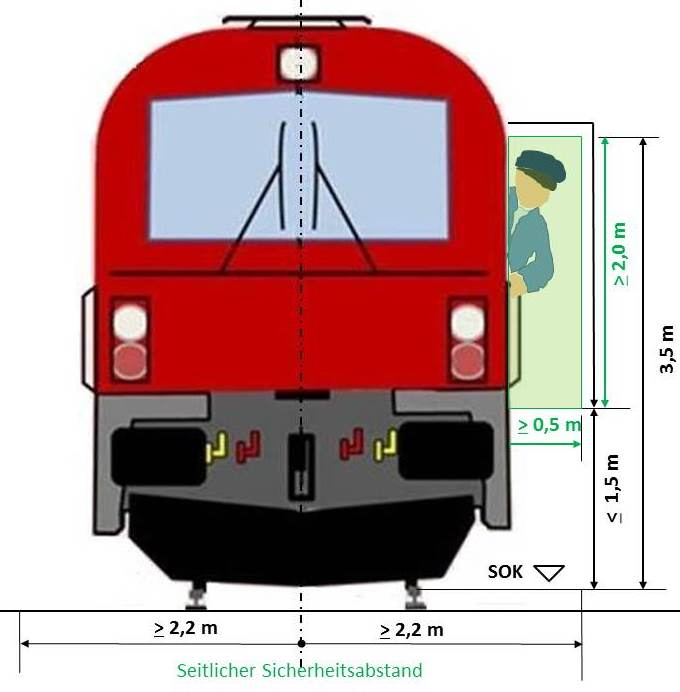 ≥ 2,0 m
3,5 m
≥ 0,5 m
≤ 1,5 m
SOK
≥ 2,2 m
≥ 2,2 m
Seitlicher Sicherheitsabstand